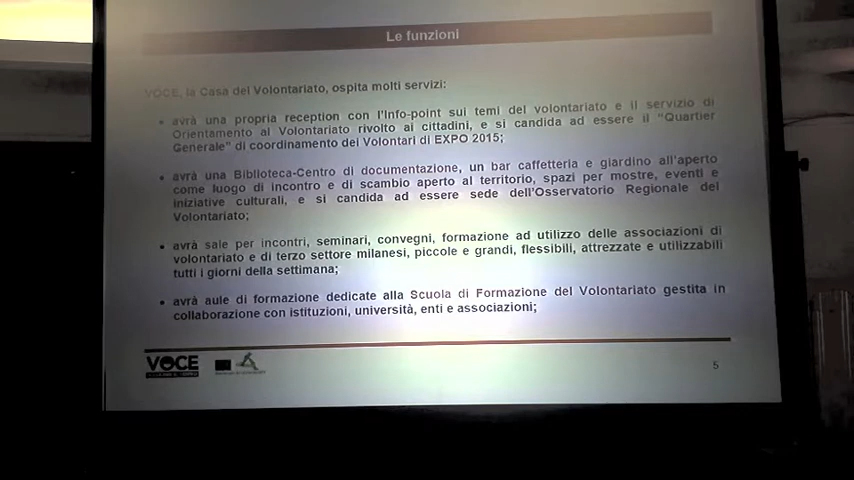 Le funzioni
VOCE, la Casa del Volontariato, ospita molti servizi:
• avrà una propria reception con l'Info-point sui temi del volontariato e il servizio di
Orientamento al Volontariato rivolto ai cittadini, e si candida ad essere il "Quartier
Generale" di coordinamento dei Volontari di EXPO 2015;
• avrà una Biblioteca-Centro di documentazione, un bar caffetteria e giardino all'aperto
come luogo di incontro e di scambio aperto al territorio, spazi per mostre, eventi e
iniziative culturali, e si candida ad essere sede dell'Osservatorio Regionale del
Volontariato;
• avrà sale per incontri, seminari, convegni, formazione ad utilizzo delle associazioni di
volontariato e di terzo settore milanesi, piccole e grandi, flessibili, attrezzate e utilizzabili
tutti i giorni della settimana;
• avrà aule di formazione dedicate alla Scuola di Formazione del Volontariato gestita in
collaborazione con istituzioni, università, enti e associazioni;
VOCE
5